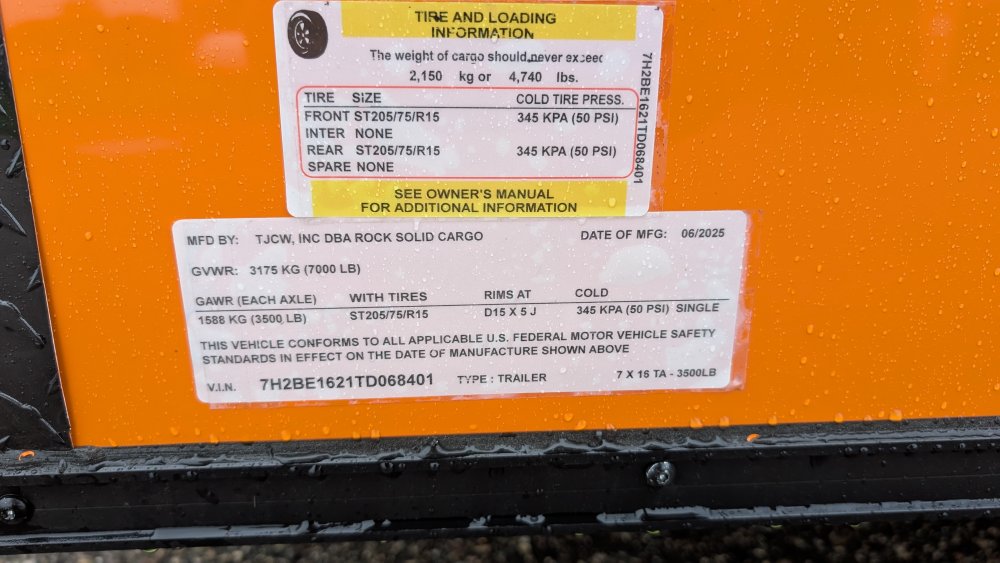 TIRE AND LOADING
INFORMATION
The weight of cargo should never exceed
2,150 kg or 4,740 lbs.
TIRE SIZE COLD TIRE PRESS.
FRONT ST205/75/R15 345 KPA (50 PSI)
INTER NONE
REAR ST205/75/R15 345 KPA (50 PSI)
SPARE NONE
SEE OWNER'S MANUAL
FOR ADDITIONAL INFORMATION
7H2BE1621TD068401
MFD BY: TJCW, INC DBA ROCK SOLID CARGO DATE OF MFG: 06/2025
GVWR: 3175 KG (7000 LB)
GAWR (EACH AXLE) WITH TIRES RIMS AT COLD
1588 KG (3500 LB) ST205/75/R15 D15 X 5 J 345 KPA (50 PSI) SINGLE
THIS VEHICLE CONFORMS TO ALL APPLICABLE U.S. FEDERAL MOTOR VEHICLE SAFETY
STANDARDS IN EFFECT ON THE DATE OF MANUFACTURE SHOWN ABOVE
V.I.N. 7H2BE1621TD068401 TYPE : TRAILER 7 X 16 TA - 3500LB